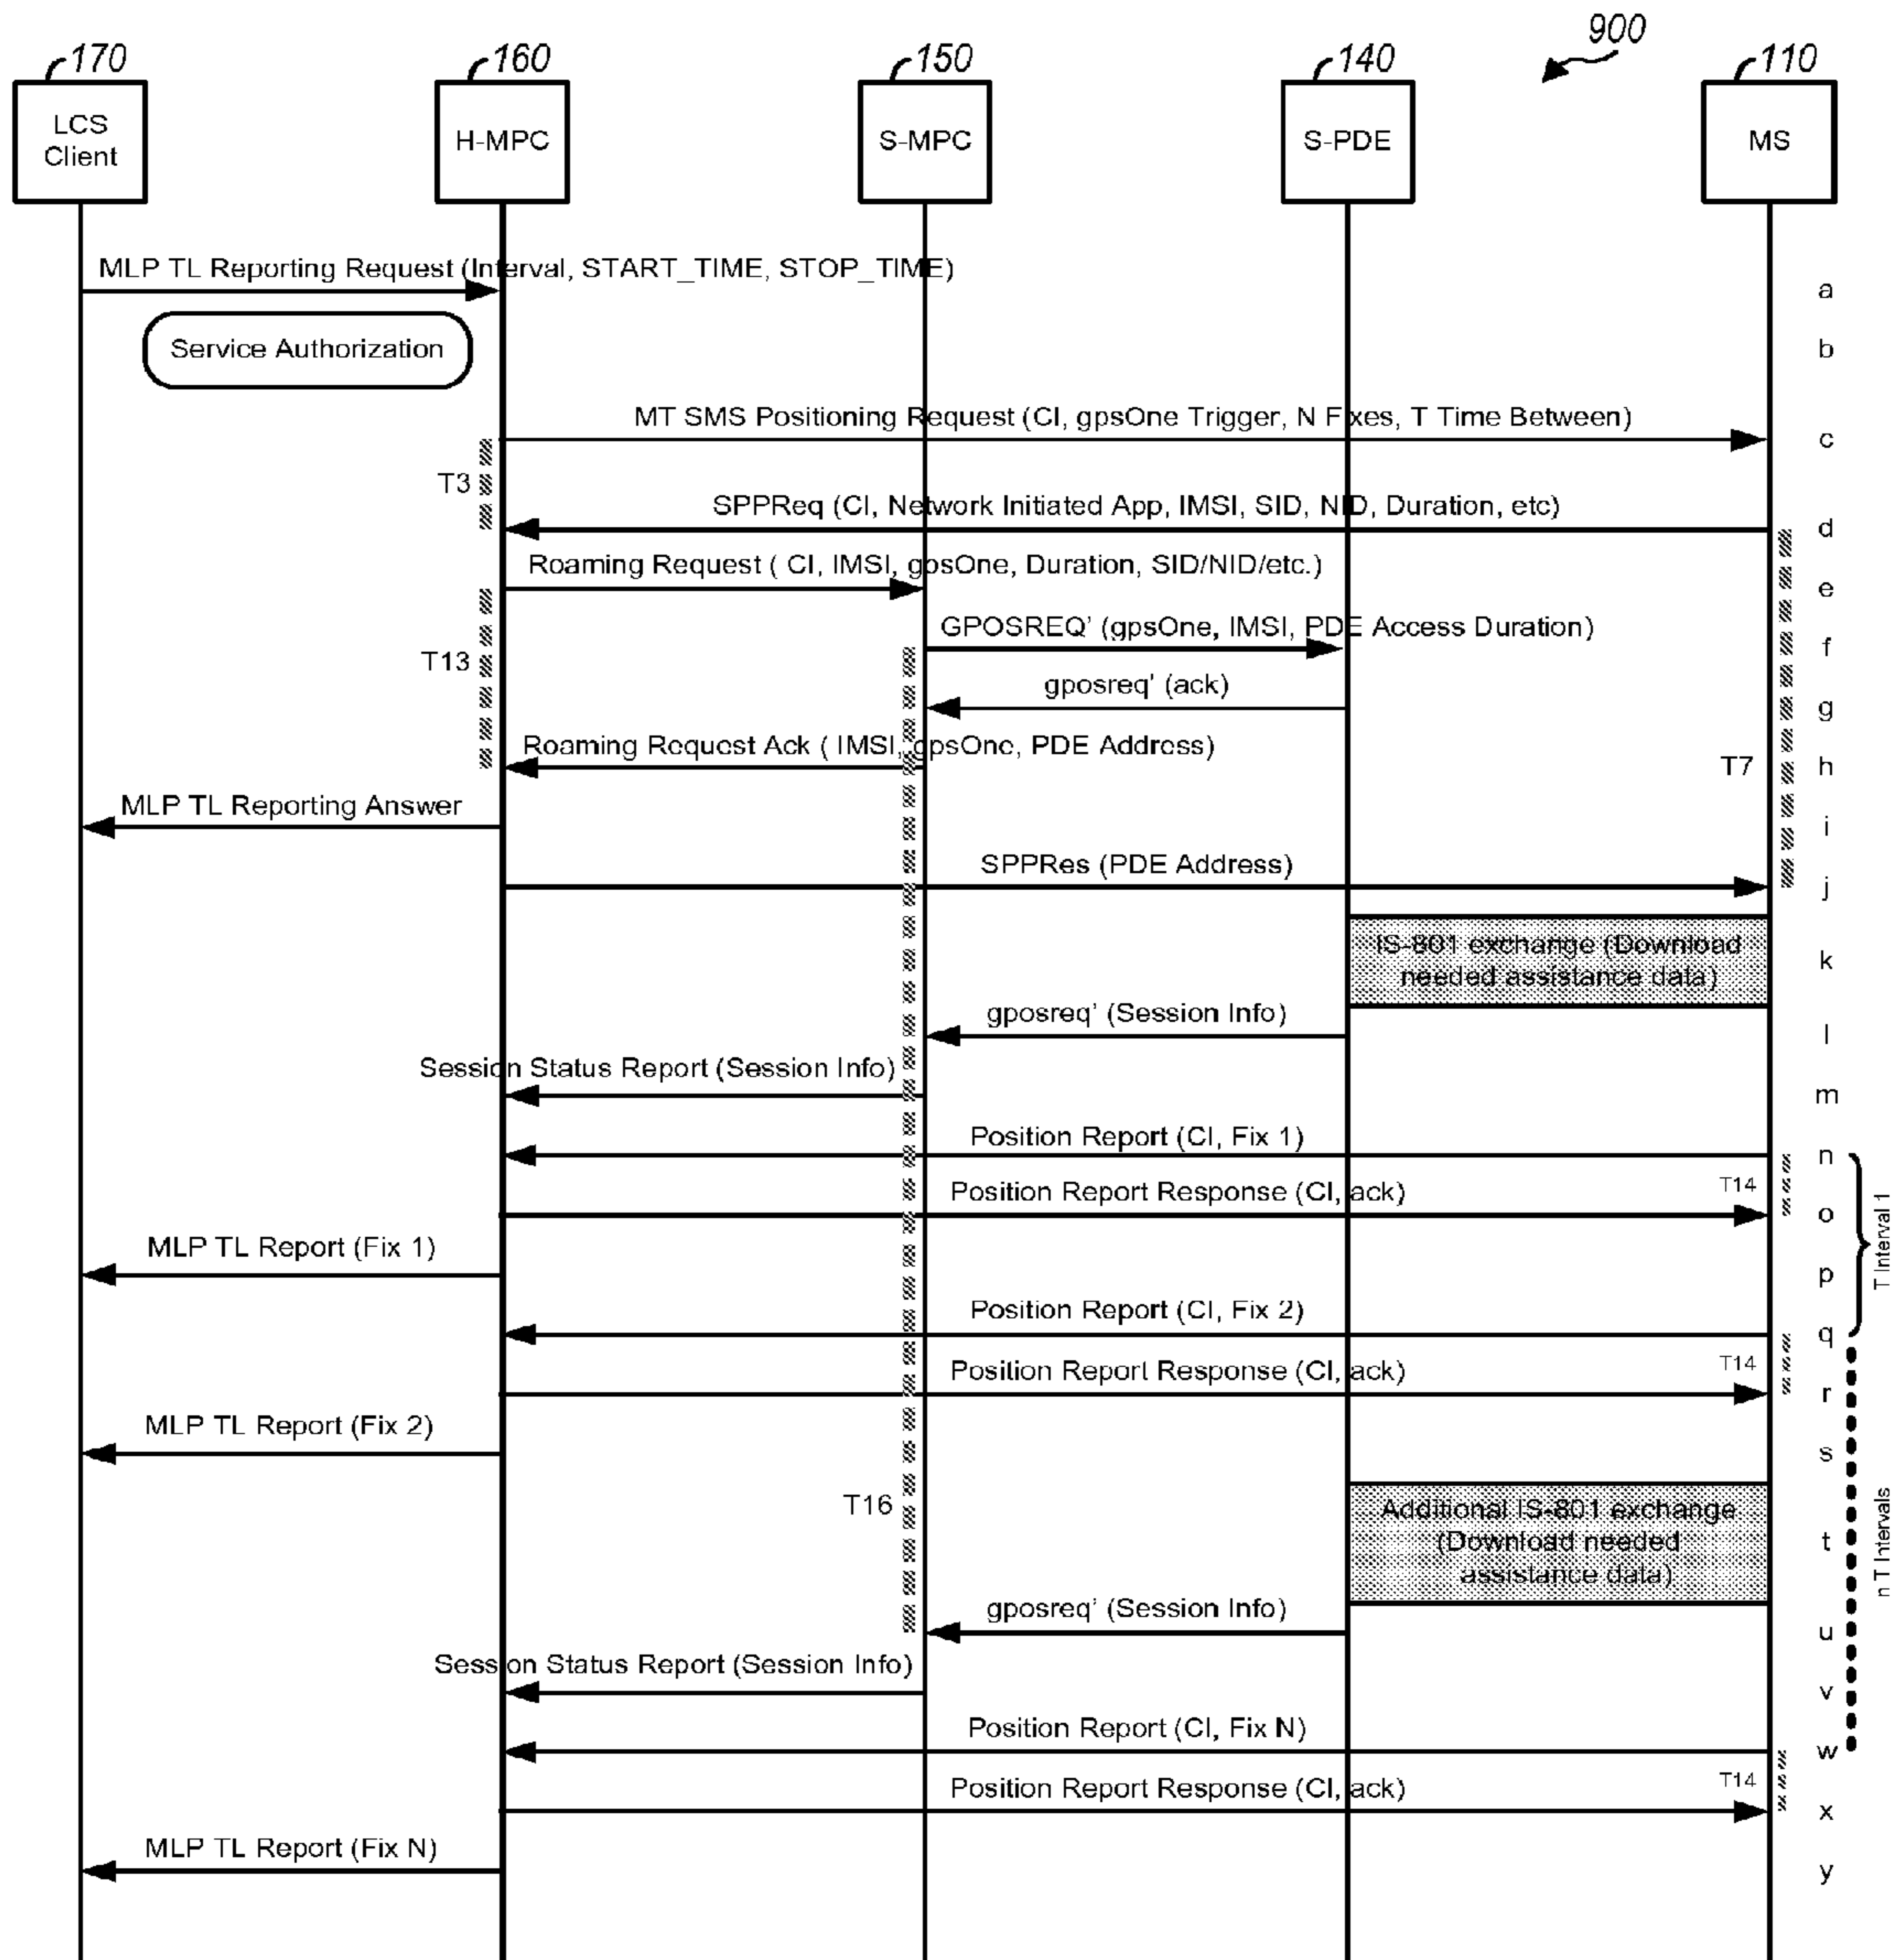 900
170
160
150
140
110
LCS
Client
H-MPC
S-MPC
S-PDE
MS
MLP TL Reporting Request (Interval, START_TIME, STOP_TIME)
a
Service Authorization
b
MT SMS Positioning Request (CI, gpsOne Trigger, N Fixes, T Time Between)
c
T3
SPPReq (CI, Network Initiated App, IMSI, SID, NID, Duration, etc)
d
Roaming Request ( CI, IMSI, gpsOne, Duration, SID/NID/etc.)
e
GPOSREQ' (gpsOne, IMSI, PDE Access Duration)
f
T13
gposreq' (ack)
g
Roaming Request Ack ( IMSI, gpsOne, PDE Address)
T7
h
MLP TL Reporting Answer
i
SPPRes (PDE Address)
j
IS-801 exchange (Download
needed assistance data)
k
gposreq' (Session Info)
l
Session Status Report (Session Info)
m
Position Report (CI, Fix 1)
n
Position Report Response (CI, ack)
T14
o
T Interval 1
MLP TL Report (Fix 1)
p
Position Report (CI, Fix 2)
q
Position Report Response (CI, ack)
T14
r
MLP TL Report (Fix 2)
s
T16
Additional IS-801 exchange
(Download needed
assistance data)
t
n T Intervals
gposreq' (Session Info)
u
Session Status Report (Session Info)
v
Position Report (CI, Fix N)
w
Position Report Response (CI, ack)
T14
x
MLP TL Report (Fix N)
y